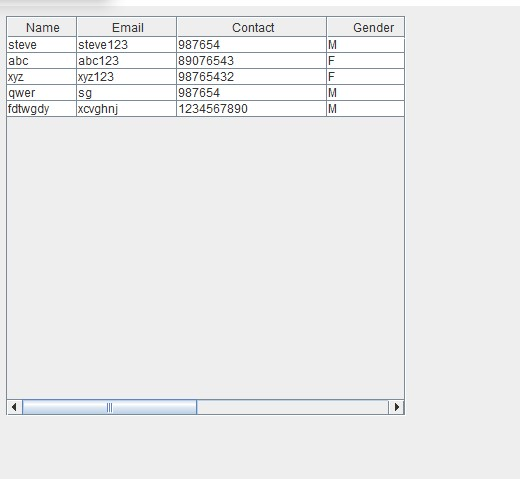 Name Email Contact Gender
steve steve123 987654 M
abc abc123 89076543 F
xyz xyz123 98765432 F
qwer sg 987654 M
fdtwgdy xcvghnj 1234567890 M